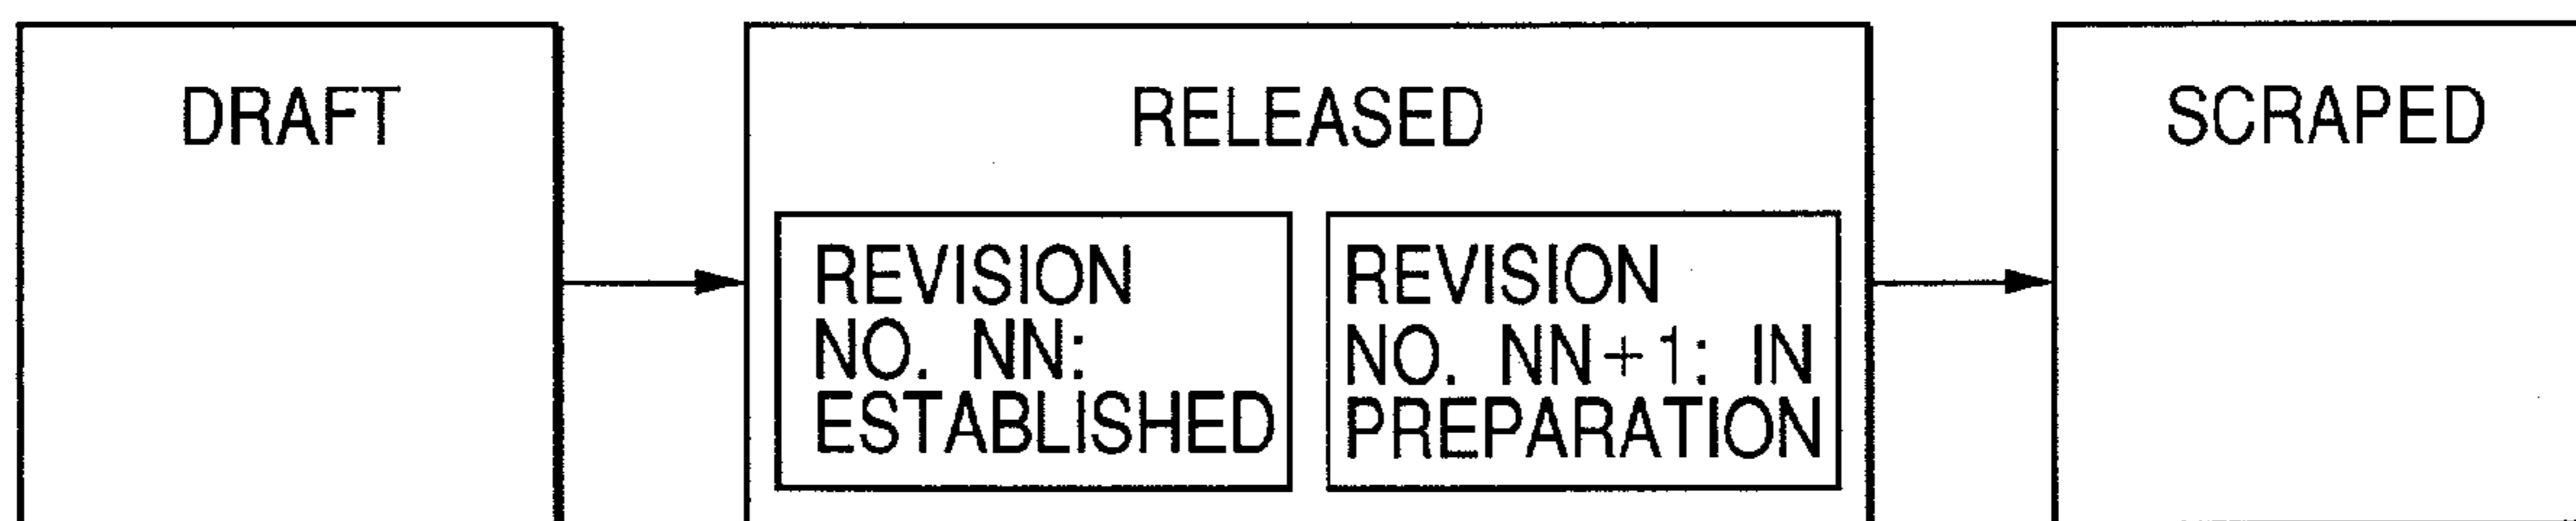 DRAFT
RELEASED
SCRAPED
REVISION
NO. NN:
ESTABLISHED
REVISION
NO. NN+1: IN
PREPARATION